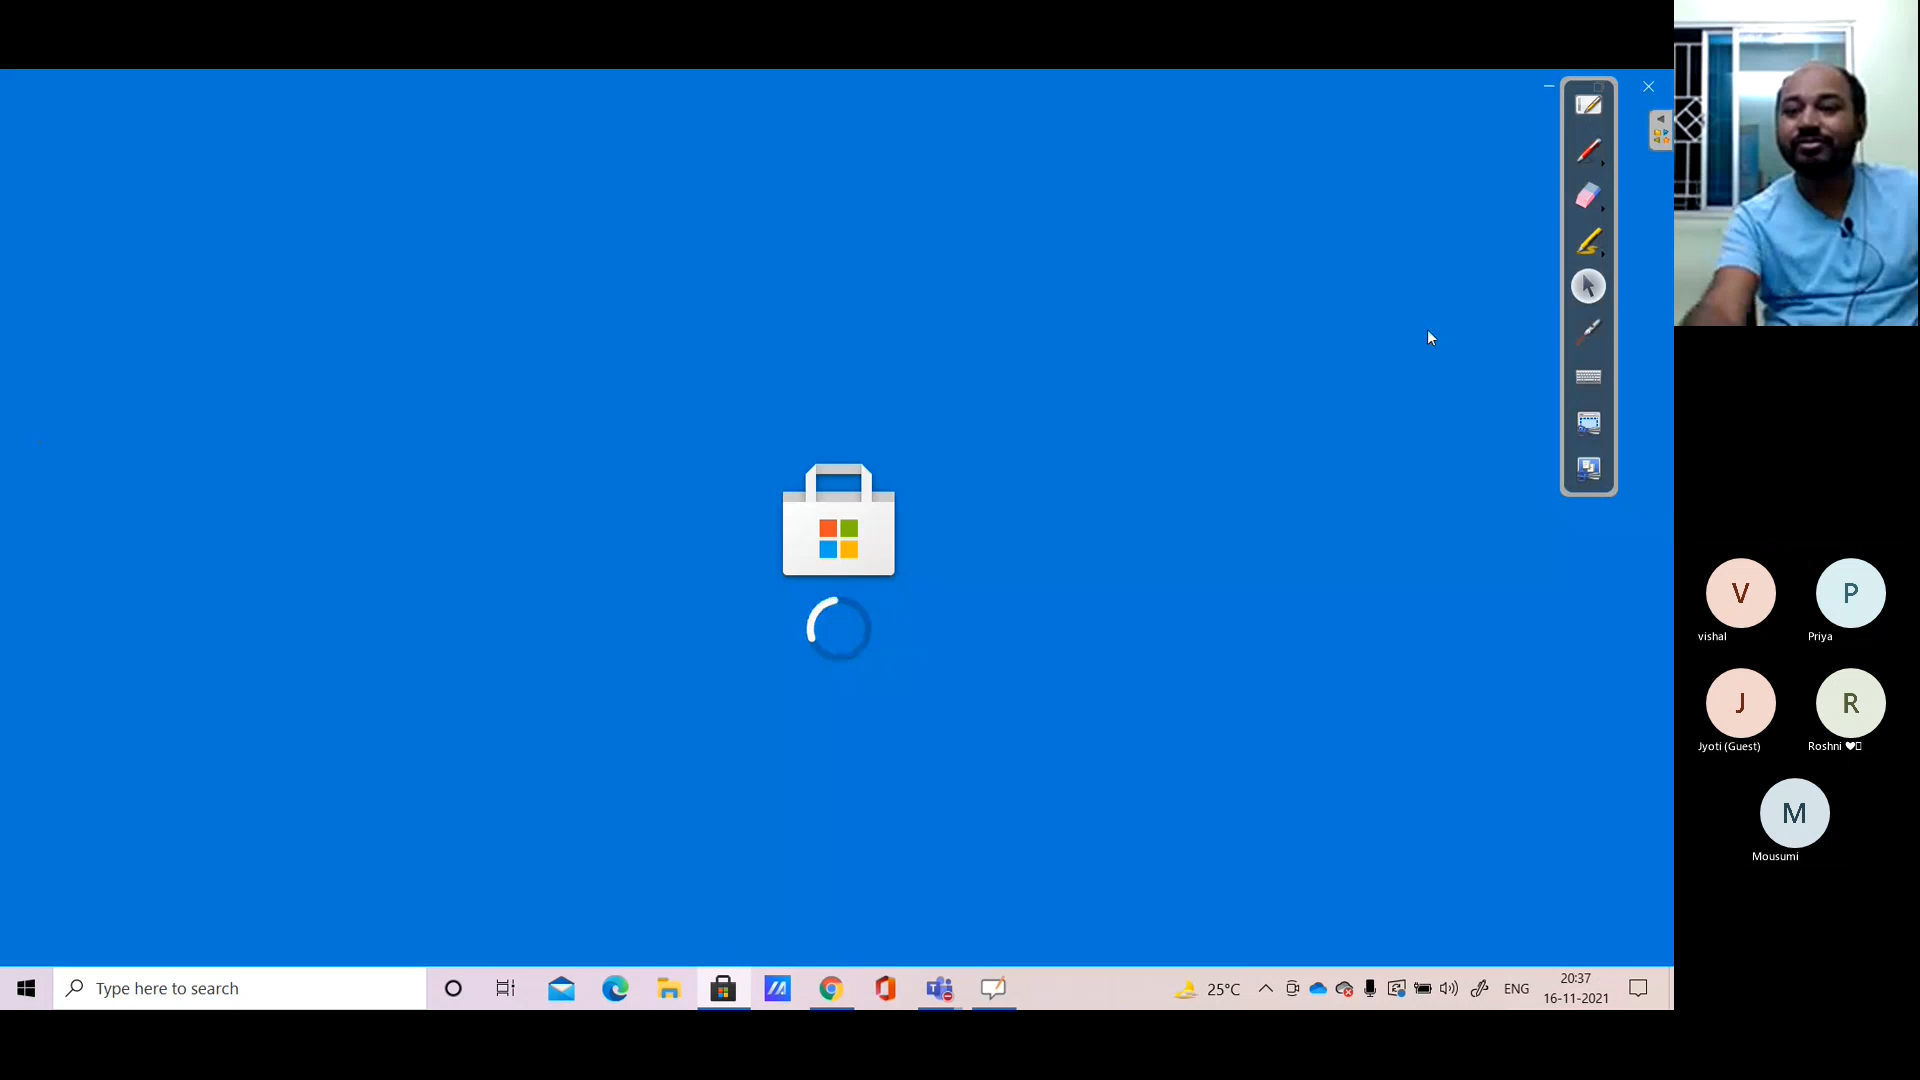 V
P
vishal
Priya
J
R
Jyoti (Guest)
Roshni ❤
M
Mousumi
Type here to search
25°C
ENG
20:37
16-11-2021